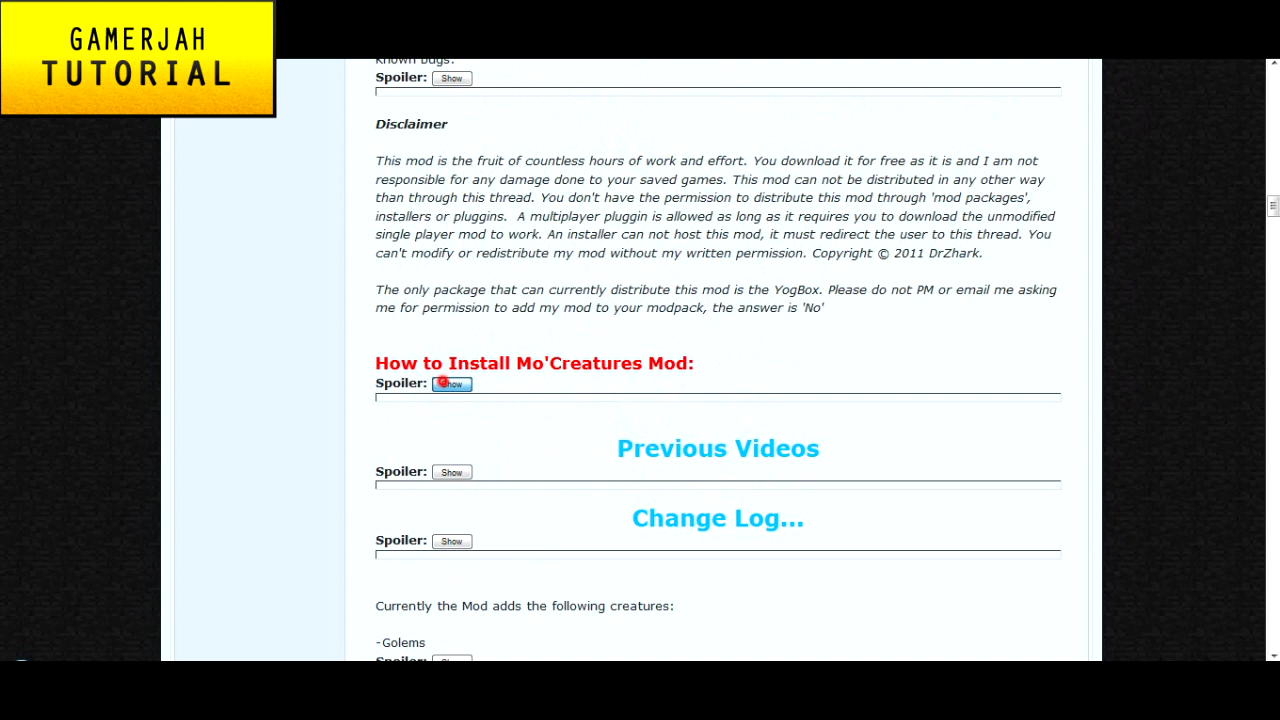 GAMERJAH
TUTORIAL
Known Bugs:
Spoiler: Show
Disclaimer
This mod is the fruit of countless hours of work and effort. You download it for free as it is and I am not
responsible for any damage done to your saved games. This mod can not be distributed in any other way
than through this thread. You don't have the permission to distribute this mod through 'mod packages',
installers or pluggins. A multiplayer pluggin is allowed as long as it requires you to download the unmodified
single player mod to work. An installer can not host this mod, it must redirect the user to this thread. You
can't modify or redistribute my mod without my written permission. Copyright © 2011 DrZhark.
The only package that can currently distribute this mod is the YogBox. Please do not PM or email me asking
me for permission to add my mod to your modpack, the answer is 'No'
How to Install Mo'Creatures Mod:
Spoiler: Show
Previous Videos
Spoiler: Show
Change Log...
Spoiler: Show
Currently the Mod adds the following creatures:
-Golems
Spoiler: